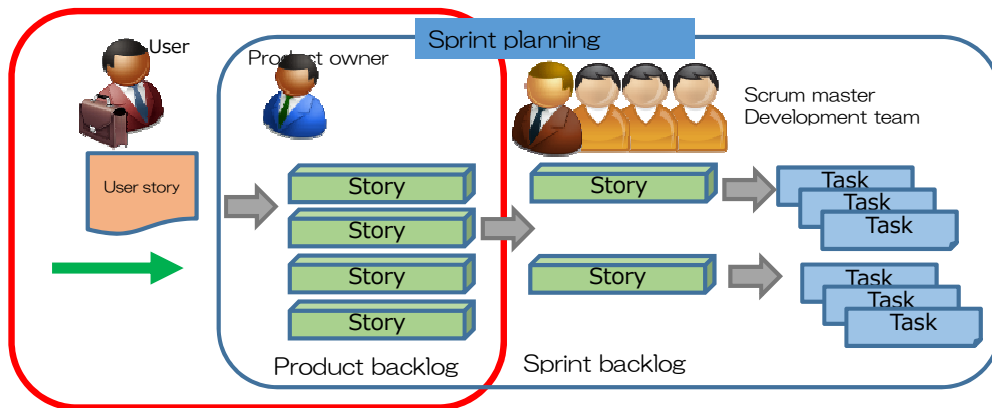 User
Sprint planning
Product owner
Scrum master
Development team
User story
Story
Story
Story
Story
Story
Story
Task
Task
Task
Task
Task
Task
Product backlog
Sprint backlog